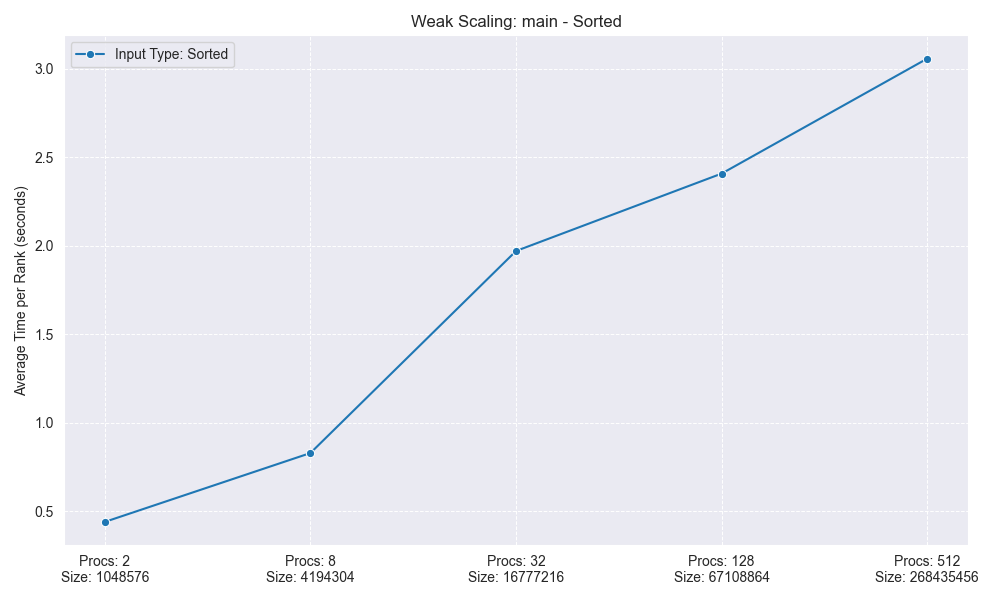 Weak Scaling: main - Sorted
Input Type: Sorted
Average Time per Rank (seconds)
3.0
2.5
2.0
1.5
1.0
0.5
Procs: 2
Size: 1048576
Procs: 8
Size: 4194304
Procs: 32
Size: 16777216
Procs: 128
Size: 67108864
Procs: 512
Size: 268435456